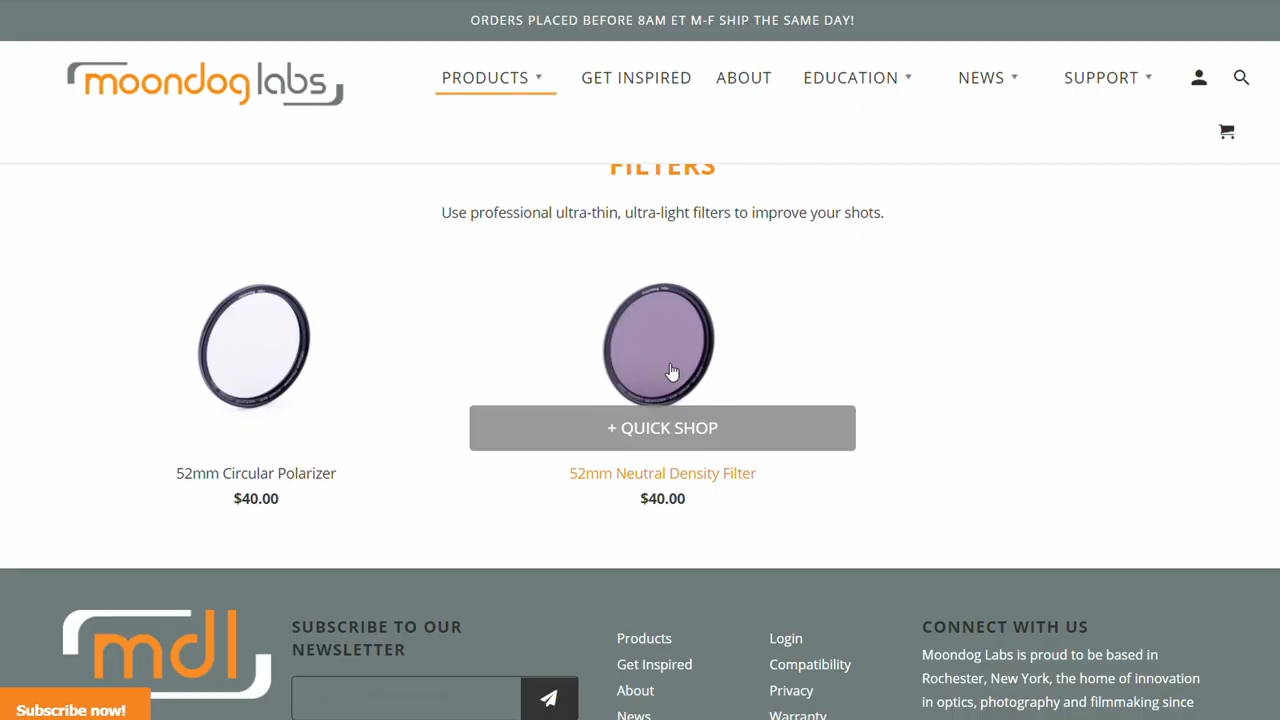 ORDERS PLACED BEFORE 8AM ET M-F SHIP THE SAME DAY!
moondog labs
PRODUCTS
GET INSPIRED
ABOUT
EDUCATION
NEWS
SUPPORT
FILTERS
Use professional ultra-thin, ultra-light filters to improve your shots.
+ QUICK SHOP
52mm Circular Polarizer
$40.00
52mm Neutral Density Filter
$40.00
mdl
SUBSCRIBE TO OUR
NEWSLETTER
Products
Get Inspired
About
News
Login
Compatibility
Privacy
Warranty
CONNECT WITH US
Moondog Labs is proud to be based in
Rochester, New York, the home of innovation
in optics, photography and filmmaking since
Subscribe now!